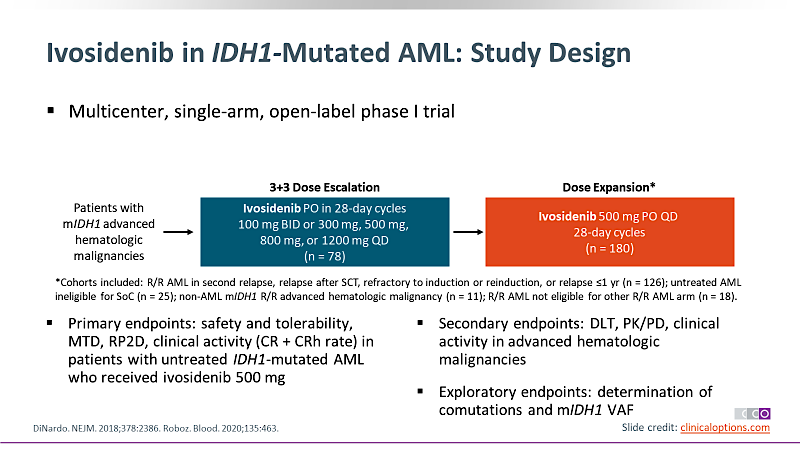 Ivosidenib in IDH1-Mutated AML: Study Design
▪ Multicenter, single-arm, open-label phase I trial
3+3 Dose Escalation
Dose Expansion*
Patients with
mIDH1 advanced
hematologic
malignancies
Ivosidenib PO in 28-day cycles
100 mg BID or 300 mg, 500 mg,
800 mg, or 1200 mg QD
(n = 78)
Ivosidenib 500 mg PO QD
28-day cycles
(n = 180)
*Cohorts included: R/R AML in second relapse, relapse after SCT, refractory to induction or reinduction, or relapse ≤1 yr (n = 126); untreated AML
ineligible for SoC (n = 25); non-AML mIDH1 R/R advanced hematologic malignancy (n = 11); R/R AML not eligible for other R/R AML arm (n = 18).
▪ Primary endpoints: safety and tolerability,
MTD, RP2D, clinical activity (CR + CRh rate) in
patients with untreated IDH1-mutated AML
who received ivosidenib 500 mg
▪ Secondary endpoints: DLT, PK/PD, clinical
activity in advanced hematologic
malignancies
▪ Exploratory endpoints: determination of
comutations and mIDH1 VAF
CCO
DiNardo. NEJM. 2018;378:2386. Roboz. Blood. 2020;135:463.
Slide credit: clinicaloptions.com